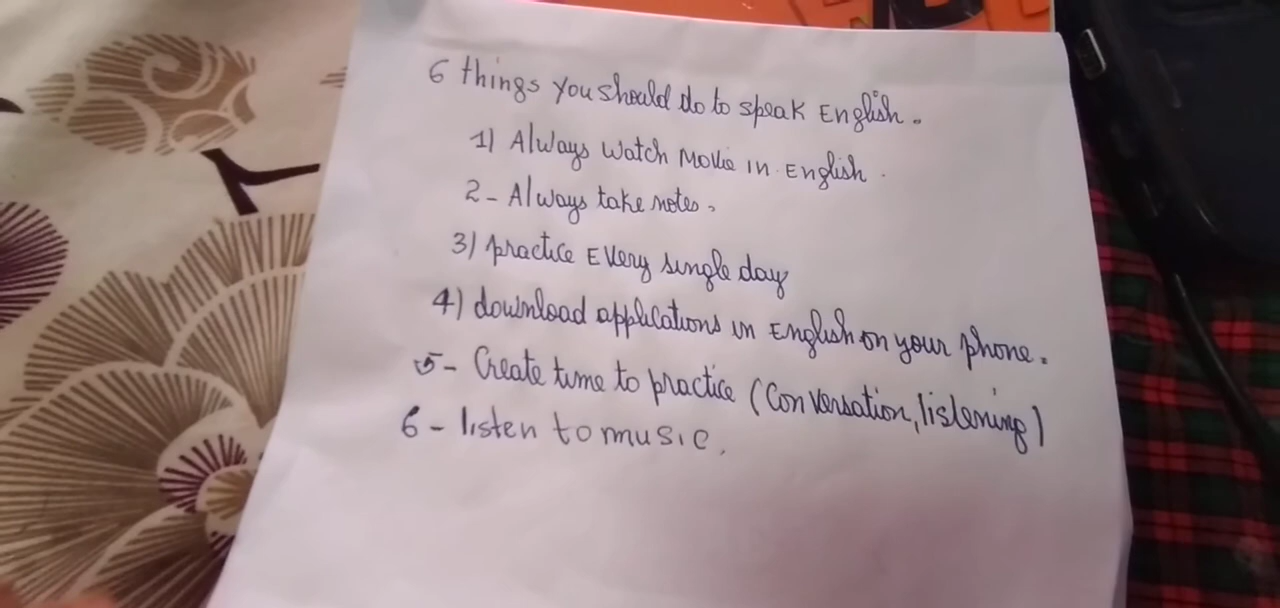 6 things you should do to speak English.
1) Always watch Movie in English.
2- Always take notes.
3) practice Every single day
4) download applications in English on your phone.
5- Create time to practice (Conversation, listening)
6- listen to music.